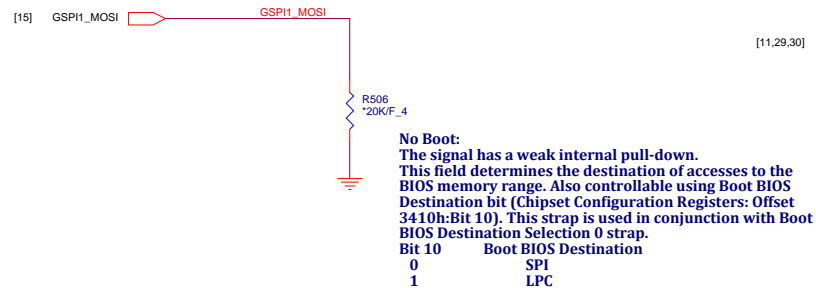 [15] GSPI1_MOSI GSPI1_MOSI
[11,29,30]
R506
*20K/F_4
No Boot:
The signal has a weak internal pull-down.
This field determines the destination of accesses to the
BIOS memory range. Also controllable using Boot BIOS
Destination bit (Chipset Configuration Registers: Offset
3410h:Bit 10). This strap is used in conjunction with Boot
BIOS Destination Selection 0 strap.
Bit 10 Boot BIOS Destination
0 SPI
1 LPC